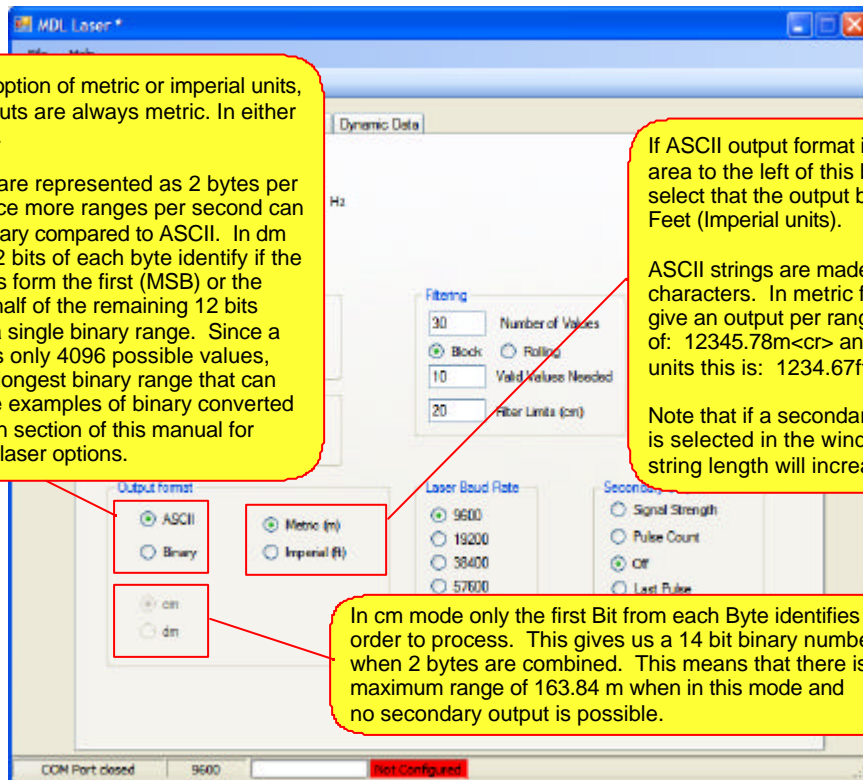 MDL Laser *
ption of metric or imperial units,
uts are always metric. In either
are represented as 2 bytes per
ce more ranges per second can
ary compared to ASCII. In dm
2 bits of each byte identify if the
s form the first (MSB) or the
half of the remaining 12 bits
a single binary range. Since a
s only 4096 possible values,
longest binary range that can
e examples of binary converted
n section of this manual for
laser options.
Dynamic Data
Hz
If ASCII output format i
area to the left of this
select that the output b
Feet (Imperial units).
ASCII strings are made
characters. In metric f
give an output per rang
of: 12345.78m<cr> an
units this is: 1234.67f
Note that if a secondar
is selected in the wind
string length will increa
Filtering
30 Number of Values
Block Rolling
10 Valid Values Needed
20 Filter Limits (cm)
Output format
ASCII
Binary
Metric (m)
Imperial (ft)
cm
dm
Laser Baud Rate
9600
19200
38400
57600
Signal Strength
Pulse Count
Off
Last Pulse
In cm mode only the first Bit from each Byte identifies
order to process. This gives us a 14 bit binary numbe
when 2 bytes are combined. This means that there is
maximum range of 163.84 m when in this mode and
no secondary output is possible.
COM Port closed 9600 Not Configured